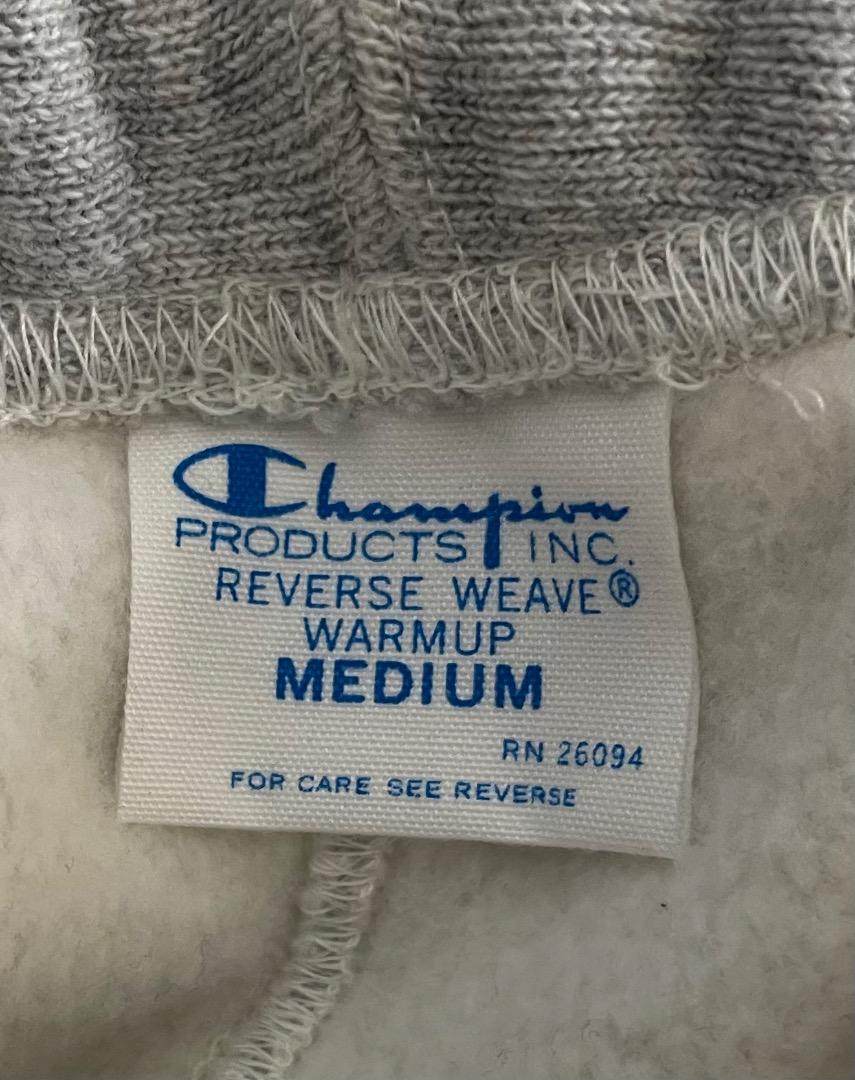 Champion
PRODUCTS INC.
REVERSE WEAVE®
WARMUP
MEDIUM
RN 26094
FOR CARE SEE REVERSE